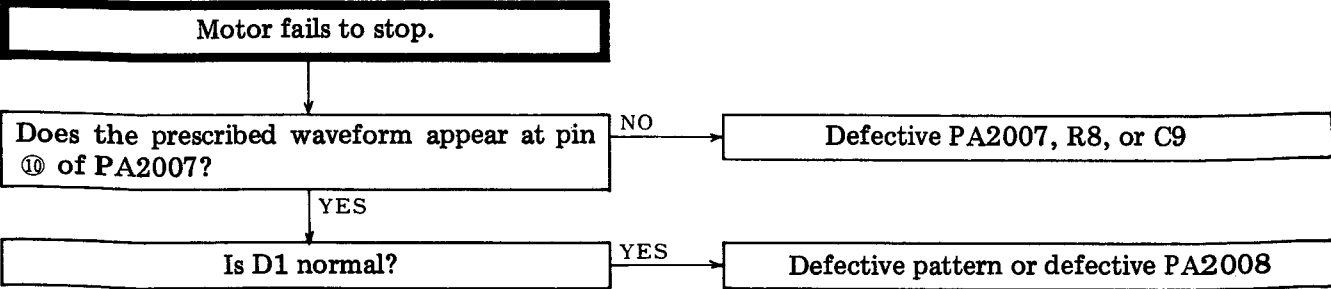 Motor fails to stop.
Does the prescribed waveform appear at pin
⑩ of PA2007?
NO
Defective PA2007, R8, or C9
YES
Is D1 normal?
YES
Defective pattern or defective PA2008